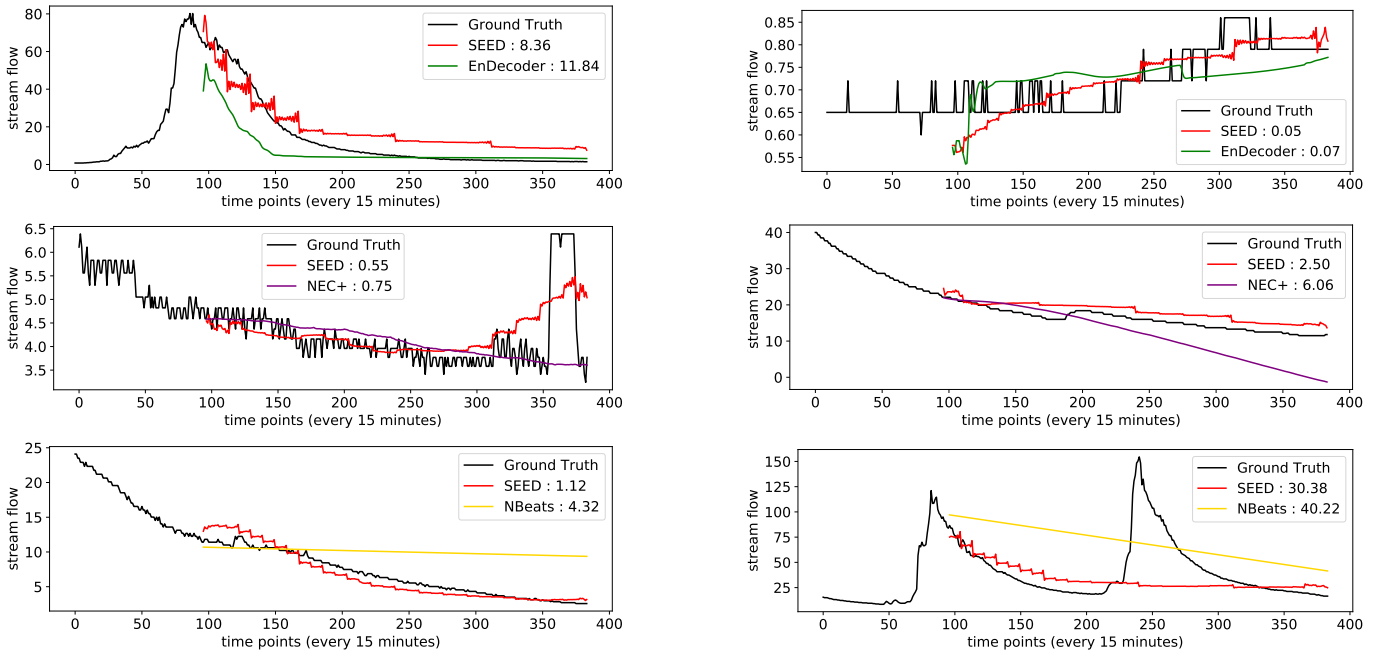 80
60
40
20
0
stream flow
Ground Truth
SEED : 8.36
EnDecoder : 11.84
0 50 100 150 200 250 300 350 400
time points (every 15 minutes)
0.85
0.80
0.75
0.70
0.65
0.60
0.55
stream flow
Ground Truth
SEED : 0.05
EnDecoder : 0.07
0 50 100 150 200 250 300 350 400
time points (every 15 minutes)
6.5
6.0
5.5
5.0
4.5
4.0
3.5
stream flow
Ground Truth
SEED : 0.55
NEC+ : 0.75
0 50 100 150 200 250 300 350 400
time points (every 15 minutes)
40
30
20
10
0
stream flow
Ground Truth
SEED : 2.50
NEC+ : 6.06
0 50 100 150 200 250 300 350 400
time points (every 15 minutes)
25
20
15
10
5
stream flow
Ground Truth
SEED : 1.12
NBeats : 4.32
0 50 100 150 200 250 300 350 400
time points (every 15 minutes)
150
125
100
75
50
25
stream flow
Ground Truth
SEED : 30.38
NBeats : 40.22
0 50 100 150 200 250 300 350 400
time points (every 15 minutes)